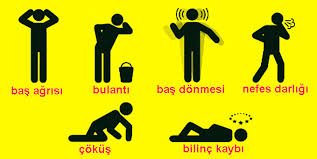 baş ağrısı bulantı baş dönmesi nefes darlığı
çöküş bilinç kaybı